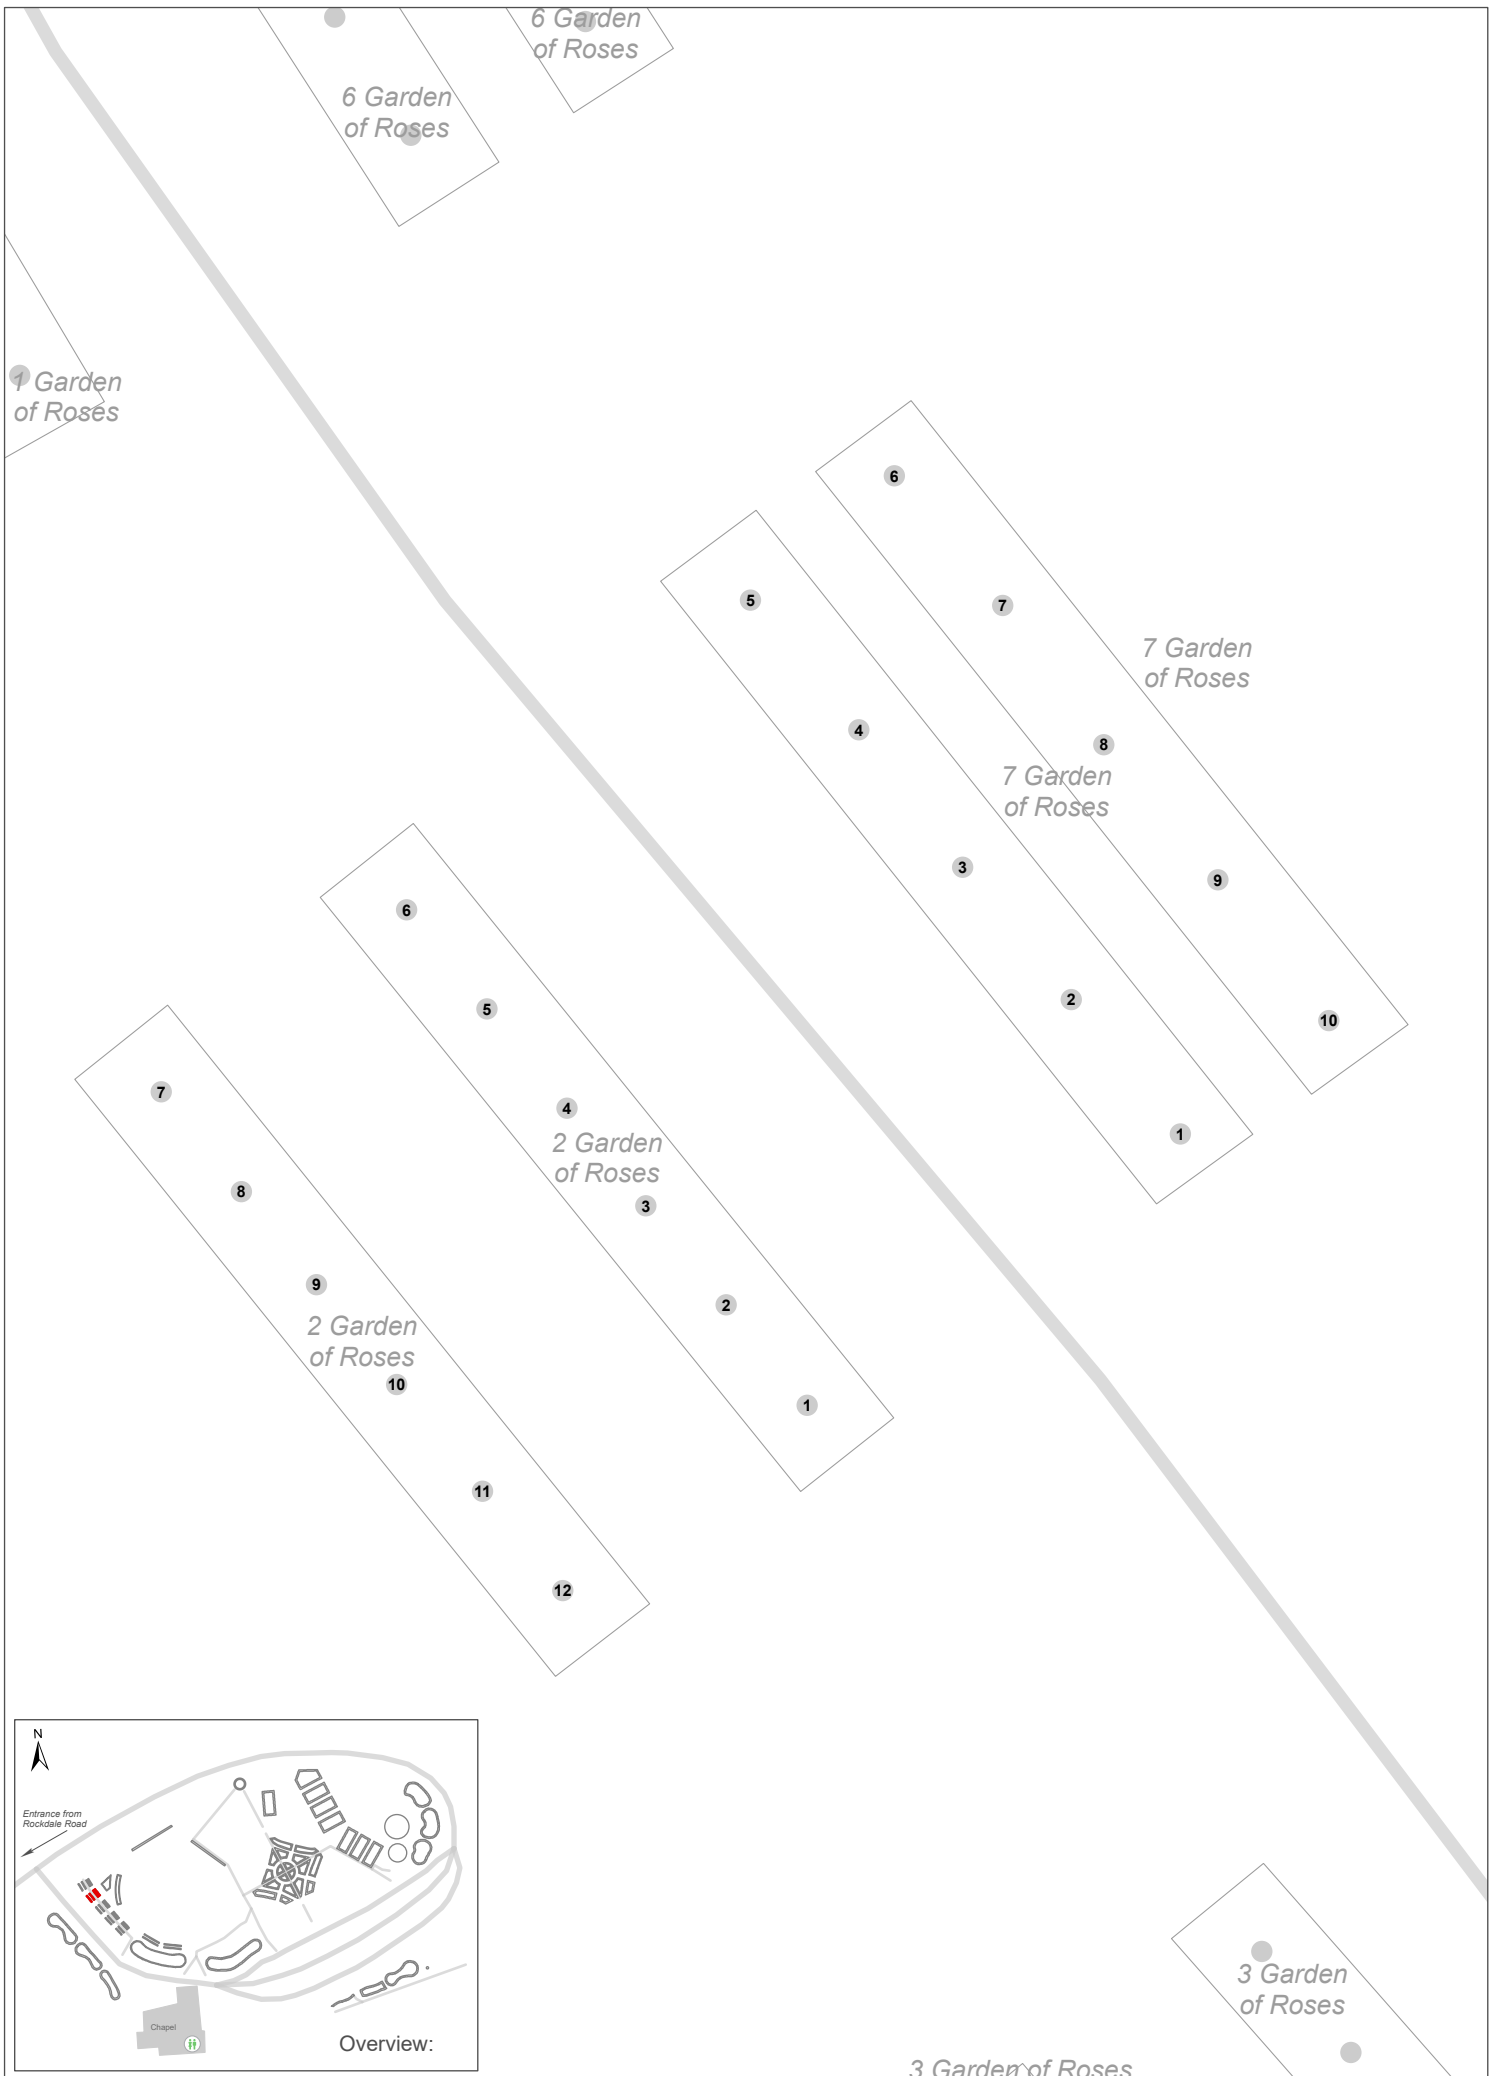 6 Garden
of Roses
6 Garden
of Roses
1 Garden
of Roses
6
5
7
7 Garden
of Roses
4
8
7 Garden
of Roses
3
9
6
2
5
10
7
4
1
2 Garden
of Roses
8
3
9
2
2 Garden
of Roses
10
1
11
12
N
Entrance from
Rockdale Road
Chapel
Overview:
3 Garden
of Roses
3 Garden of Roses